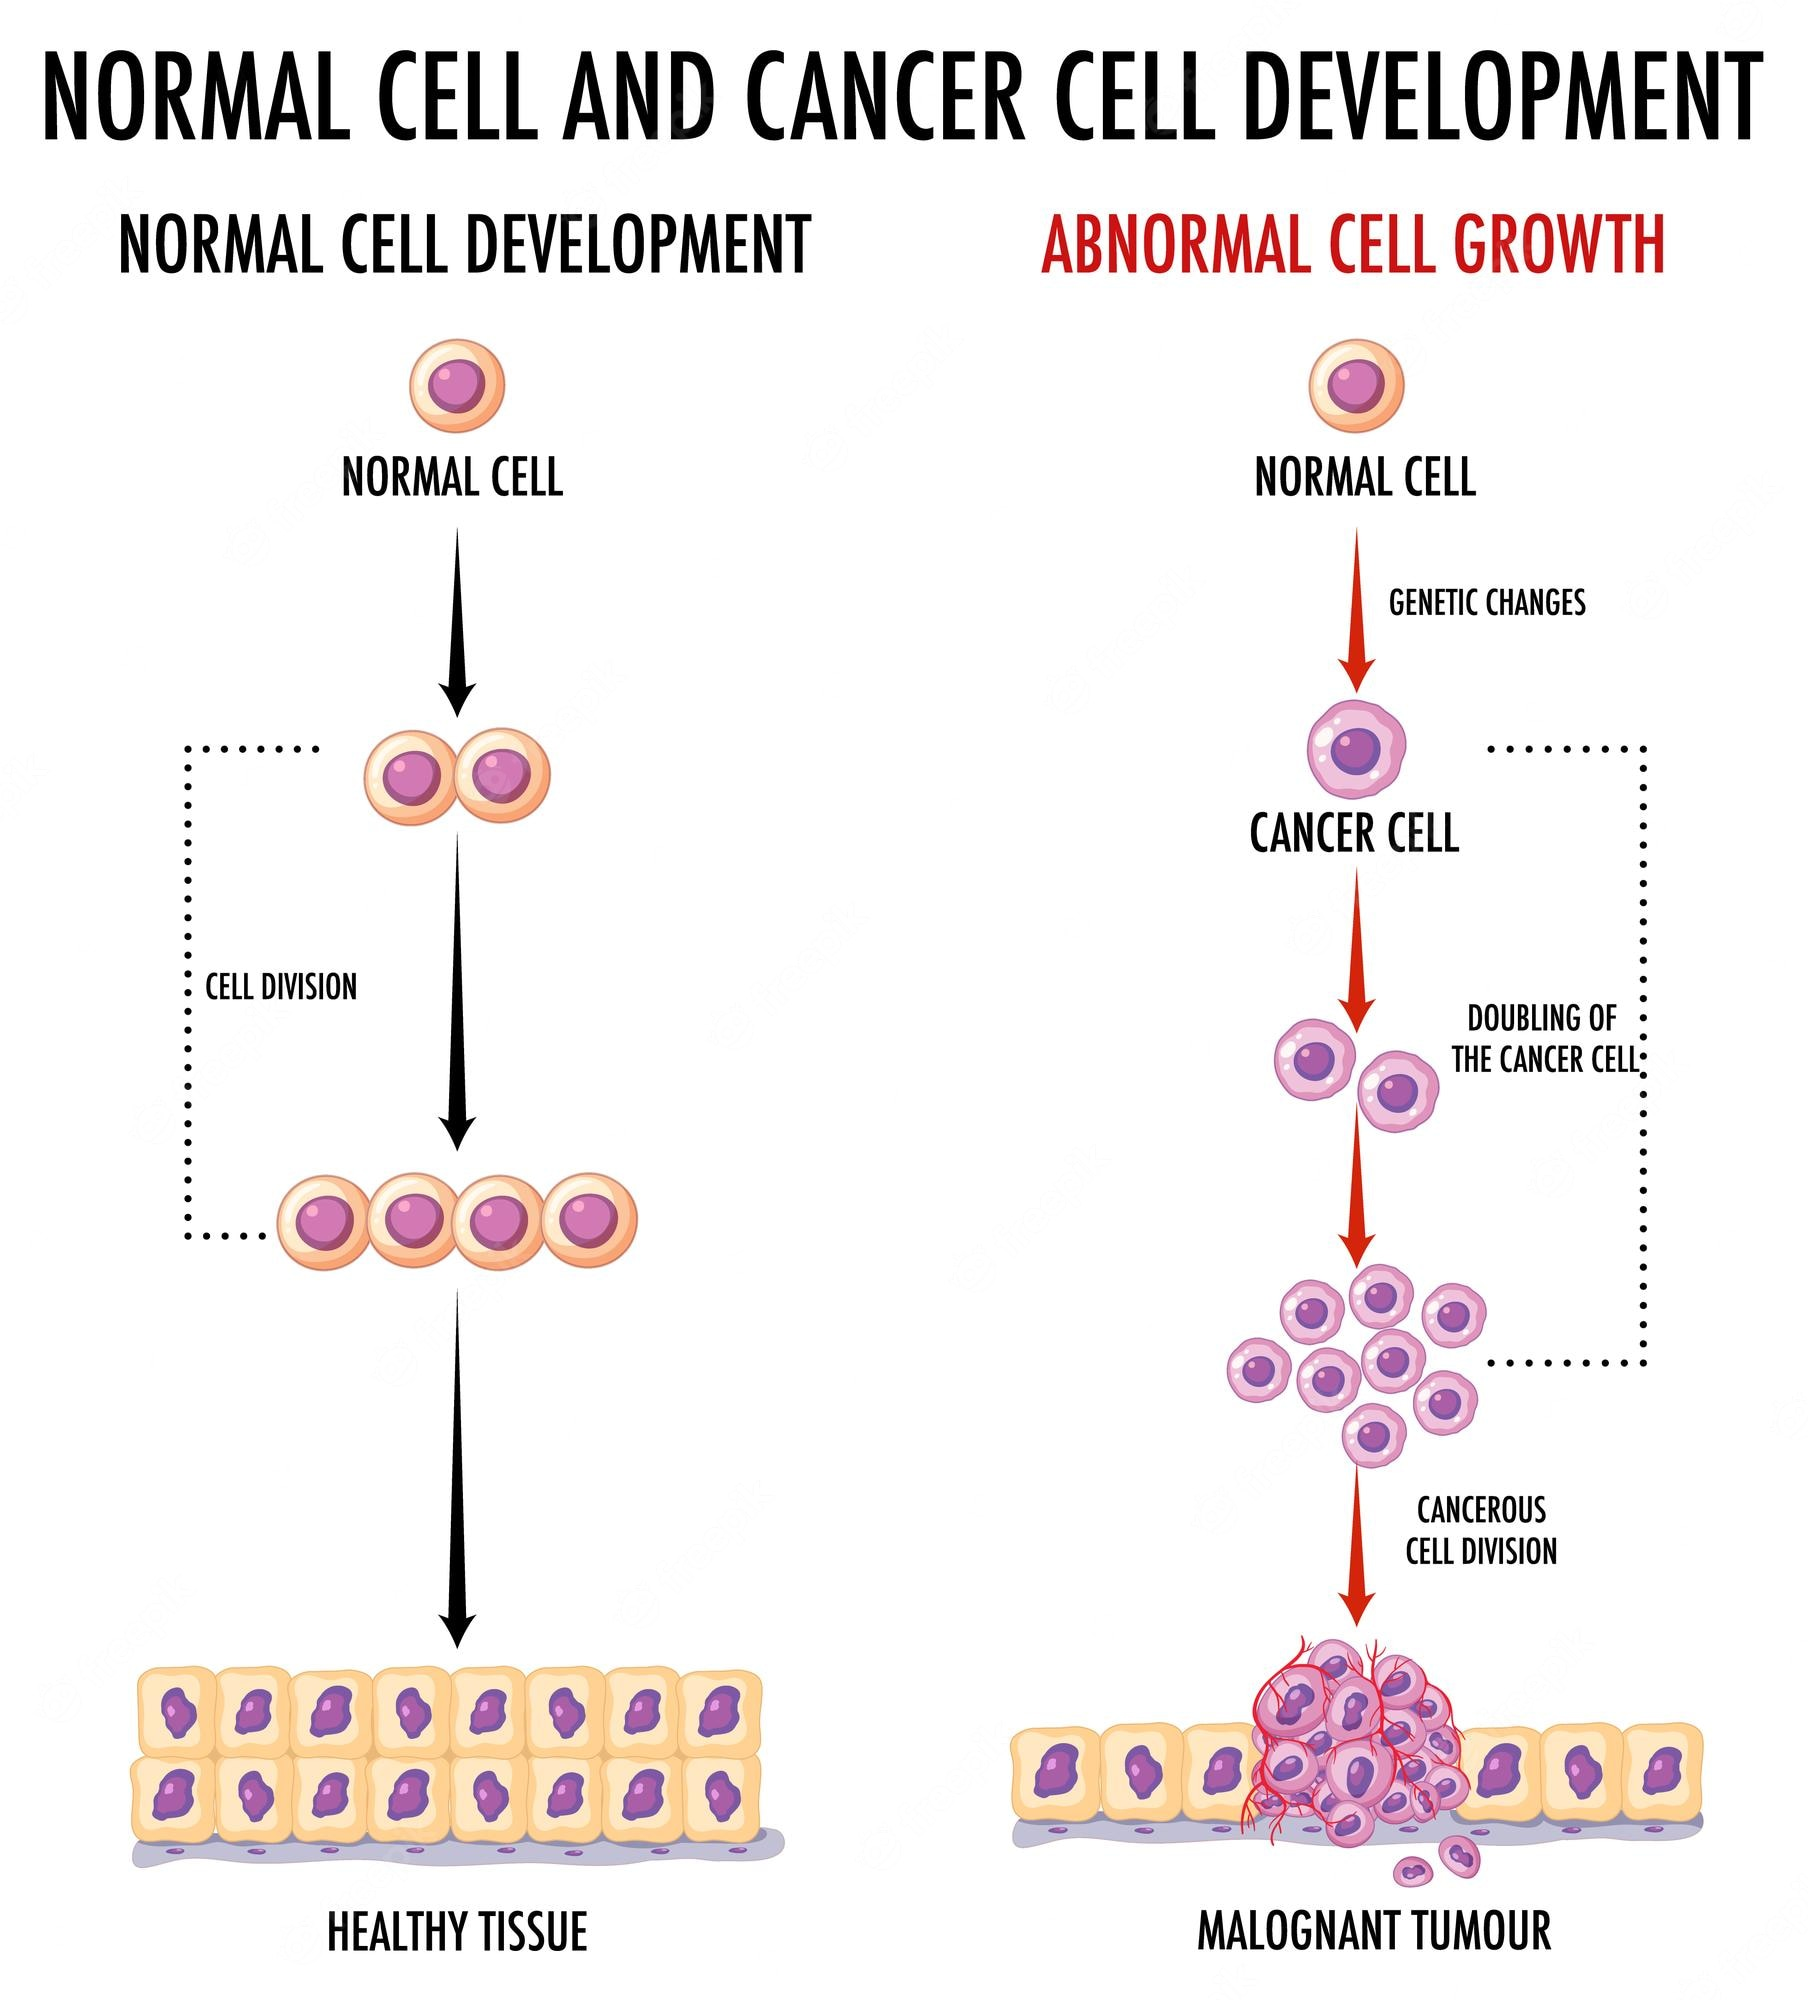 NORMAL CELL AND CANCER CELL DEVELOPMENT
NORMAL CELL DEVELOPMENT
NORMAL CELL
CELL DIVISION
HEALTHY TISSUE
ABNORMAL CELL GROWTH
NORMAL CELL
GENETIC CHANGES
CANCER CELL
DOUBLING OF
THE CANCER CELL
CANCEROUS
CELL DIVISION
MALOGNANT TUMOUR